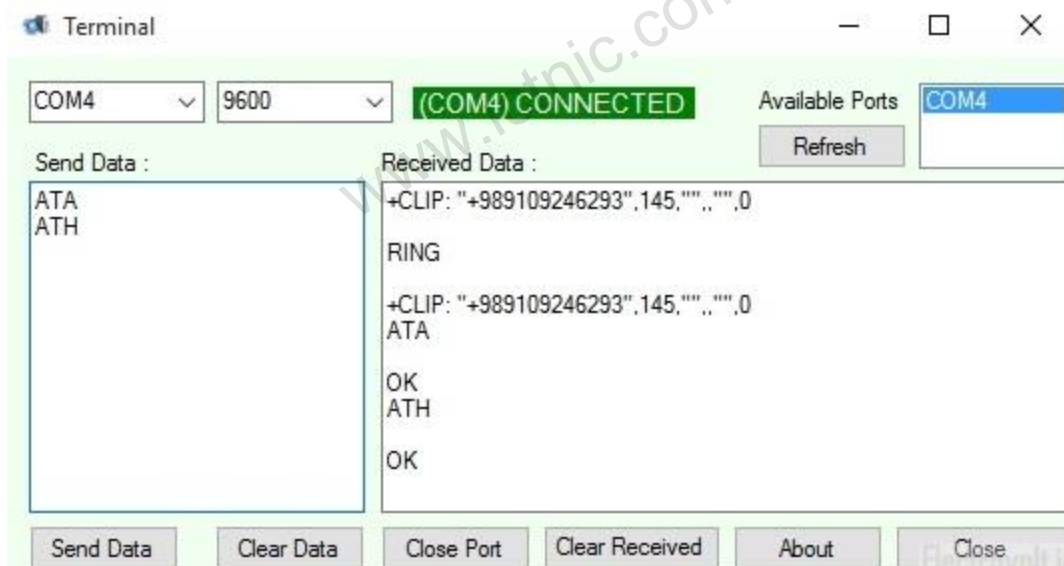 Terminal
COM4 9600 (COM4) CONNECTED Available Ports COM4
Refresh
Send Data : Received Data :
ATA
ATH
+CLIP: "+989109246293",145,"",,"",0
RING
+CLIP: "+989109246293",145,"",,"",0
ATA
OK
ATH
OK
Send Data Clear Data Close Port Clear Received About Close